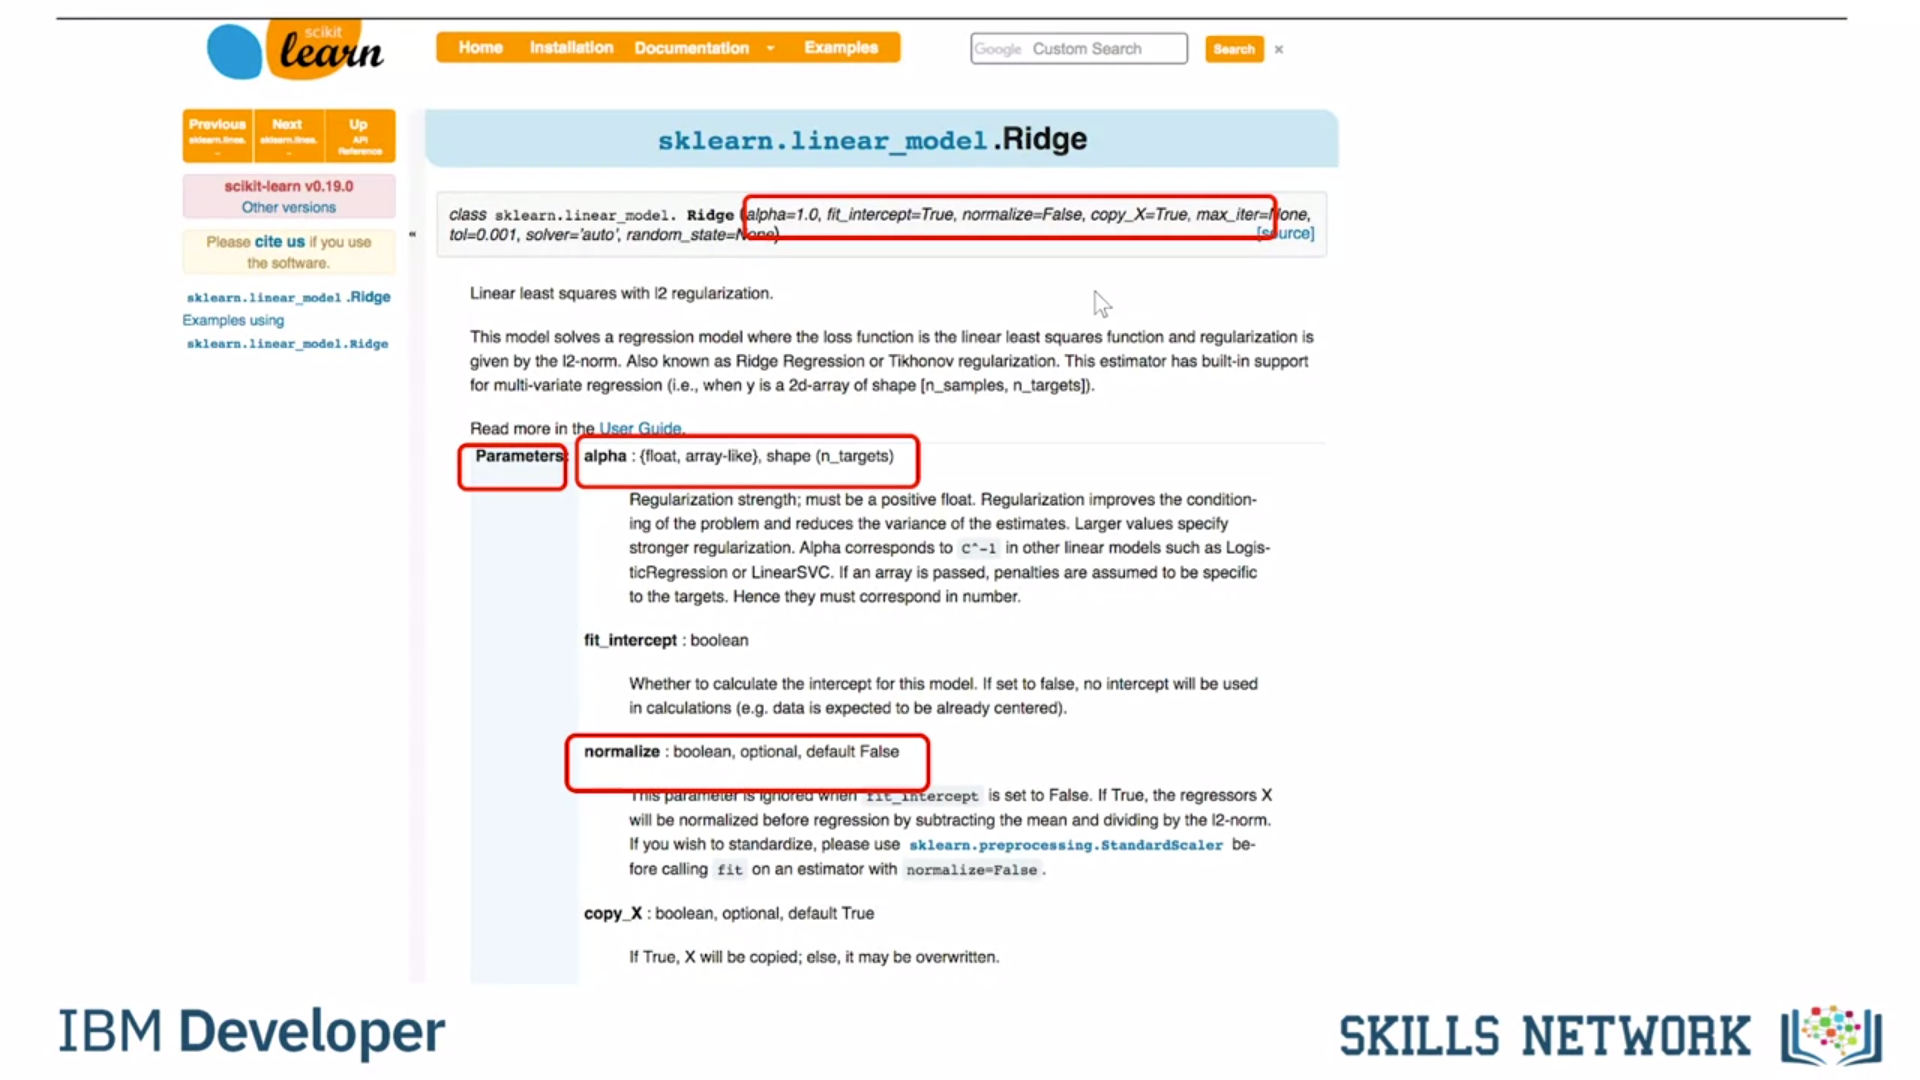 scikit
learn
Home Installation Documentation Examples
Google Custom Search
Search ×
Previous Next Up
sklearn.linea. sklearn.linea. API
.. .. Reference
scikit-learn v0.19.0
Other versions
Please cite us if you use
the software.
sklearn.linear_model.Ridge
Examples using
sklearn.linear_model.Ridge
«
sklearn.linear_model.Ridge
class sklearn.linear_model. Ridge (alpha=1.0, fit_intercept=True, normalize=False, copy_X=True, max_iter=None,
tol=0.001, solver='auto', random_state=None) [source]
Linear least squares with l2 regularization.
This model solves a regression model where the loss function is the linear least squares function and regularization is
given by the l2-norm. Also known as Ridge Regression or Tikhonov regularization. This estimator has built-in support
for multi-variate regression (i.e., when y is a 2d-array of shape [n_samples, n_targets]).
Read more in the User Guide.
Parameters: alpha : {float, array-like}, shape (n_targets)
Regularization strength; must be a positive float. Regularization improves the condition-
ing of the problem and reduces the variance of the estimates. Larger values specify
stronger regularization. Alpha corresponds to C^-1 in other linear models such as Logis-
ticRegression or LinearSVC. If an array is passed, penalties are assumed to be specific
to the targets. Hence they must correspond in number.
fit_intercept : boolean
Whether to calculate the intercept for this model. If set to false, no intercept will be used
in calculations (e.g. data is expected to be already centered).
normalize : boolean, optional, default False
This parameter is ignored when fit_intercept is set to False. If True, the regressors X
will be normalized before regression by subtracting the mean and dividing by the l2-norm.
If you wish to standardize, please use sklearn.preprocessing.StandardScaler be-
fore calling fit on an estimator with normalize=False.
copy_X : boolean, optional, default True
If True, X will be copied; else, it may be overwritten.
IBM Developer
SKILLS NETWORK